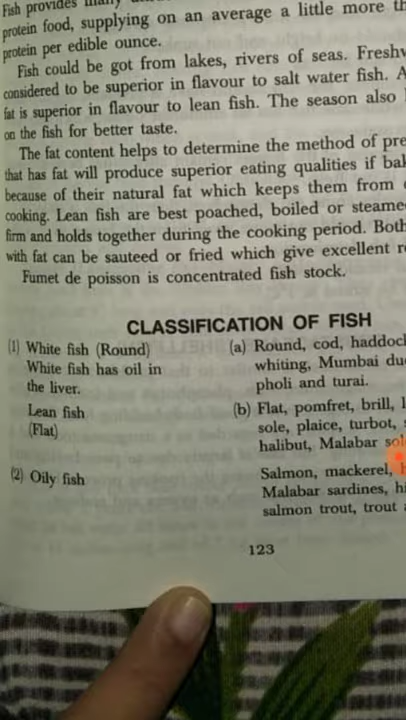 Fish provides many
protein food, supplying on an average a little more
protein per edible ounce.
Fish could be got from lakes, rivers of seas.
considered to be superior in flavour to salt water fish.
fat is superior in flavour to lean fish. The season also
on the fish for better taste.
The fat content helps to determine the method of
that has fat will produce superior eating qualities if
because of their natural fat which keeps them from
cooking. Lean fish are best poached, boiled or
firm and holds together during the cooking period. Both
with fat can be sauteed or fried which give excellent
Fumet de poisson is concentrated fish stock.
CLASSIFICATION OF FISH
(1) White fish (Round) (a) Round, cod, haddock
White fish has oil in whiting, Mumbai
the liver. pholi and turai.
Lean fish (b) Flat, pomfret, brill,
(Flat) sole, plaice, turbot,
halibut, Malabar
(2) Oily fish Salmon, mackerel,
Malabar sardines,
salmon trout, trout
123